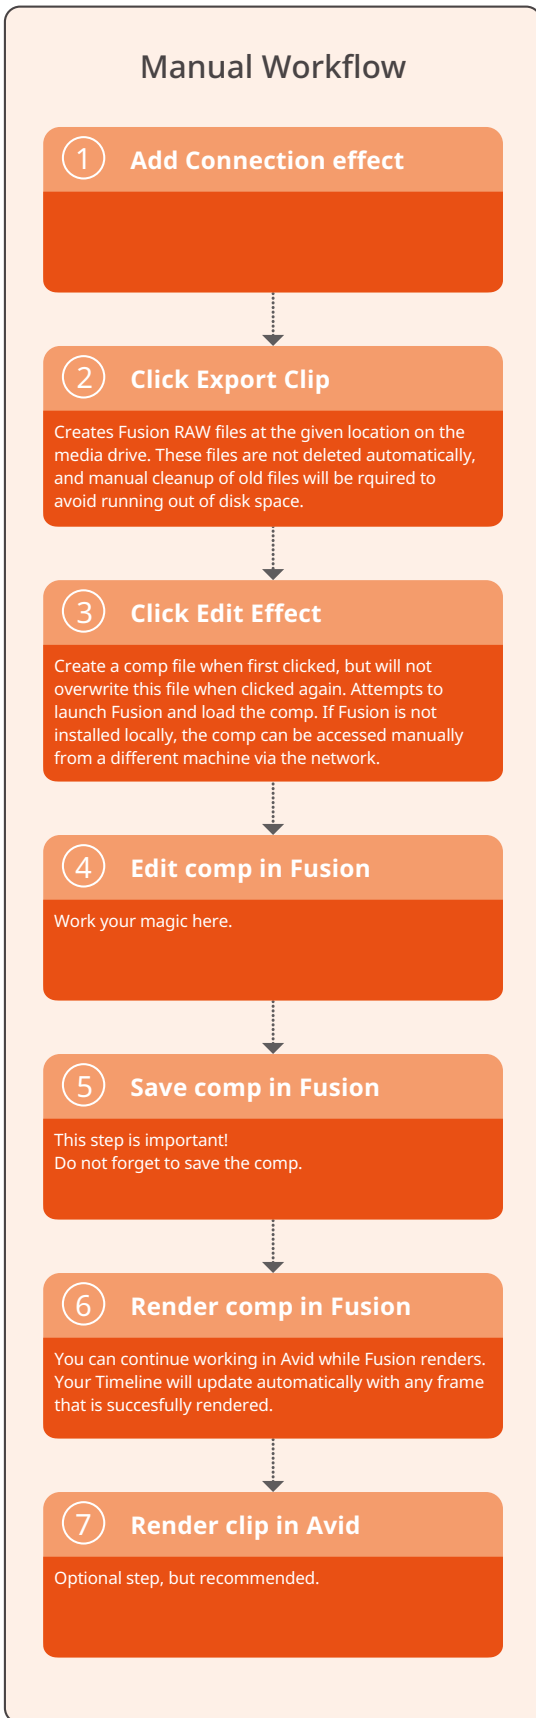 Manual Workflow
1 Add Connection effect
2 Click Export Clip
Creates Fusion RAW files at the given location on the
media drive. These files are not deleted automatically,
and manual cleanup of old files will be rquired to
avoid running out of disk space.
3 Click Edit Effect
Create a comp file when first clicked, but will not
overwrite this file when clicked again. Attempts to
launch Fusion and load the comp. If Fusion is not
installed locally, the comp can be accessed manually
from a different machine via the network.
4 Edit comp in Fusion
Work your magic here.
5 Save comp in Fusion
This step is important!
Do not forget to save the comp.
6 Render comp in Fusion
You can continue working in Avid while Fusion renders.
Your Timeline will update automatically with any frame
that is succesfully rendered.
7 Render clip in Avid
Optional step, but recommended.